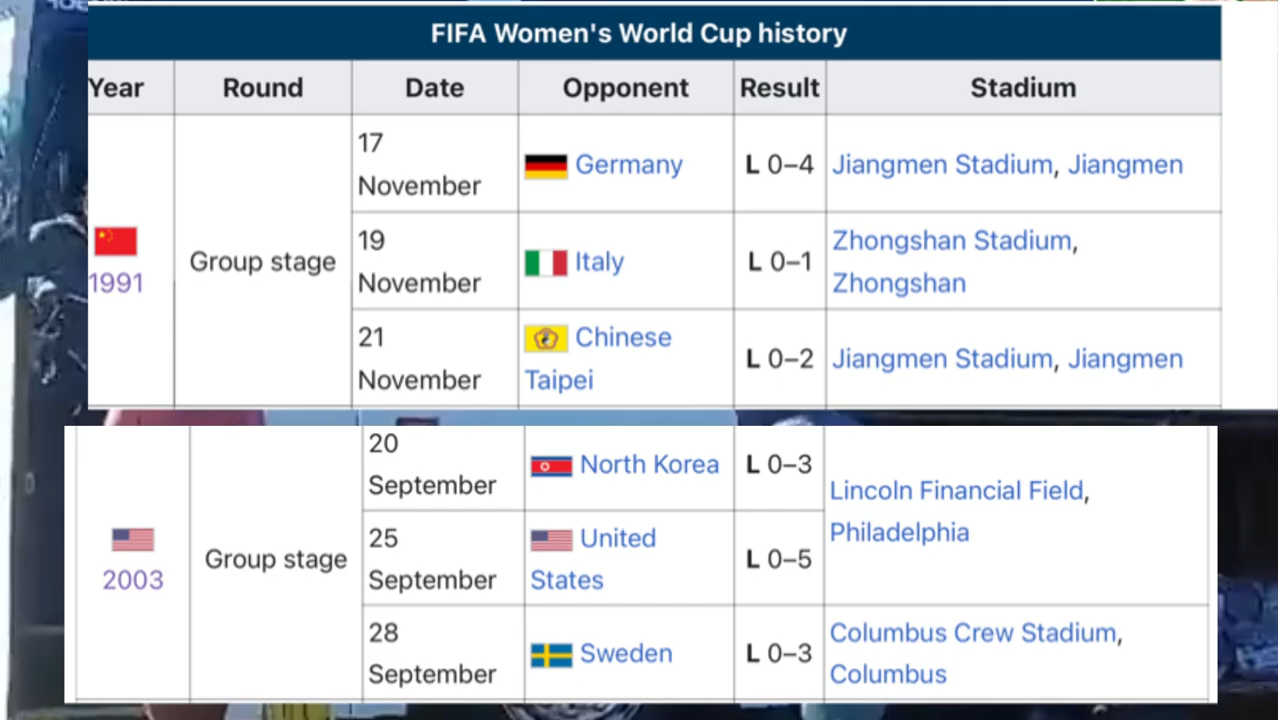 FIFA Women's World Cup history
Year Round Date Opponent Result Stadium
1991
Group stage
17 November
Germany
L 0–4
Jiangmen Stadium, Jiangmen
19 November
Italy
L 0–1
Zhongshan Stadium,
Zhongshan
21 November
Chinese
Taipei
L 0–2
Jiangmen Stadium, Jiangmen
2003
Group stage
20
September
North Korea
L 0–3
Lincoln Financial Field,
Philadelphia
25
September
United
States
L 0–5
28
September
Sweden
L 0–3
Columbus Crew Stadium,
Columbus